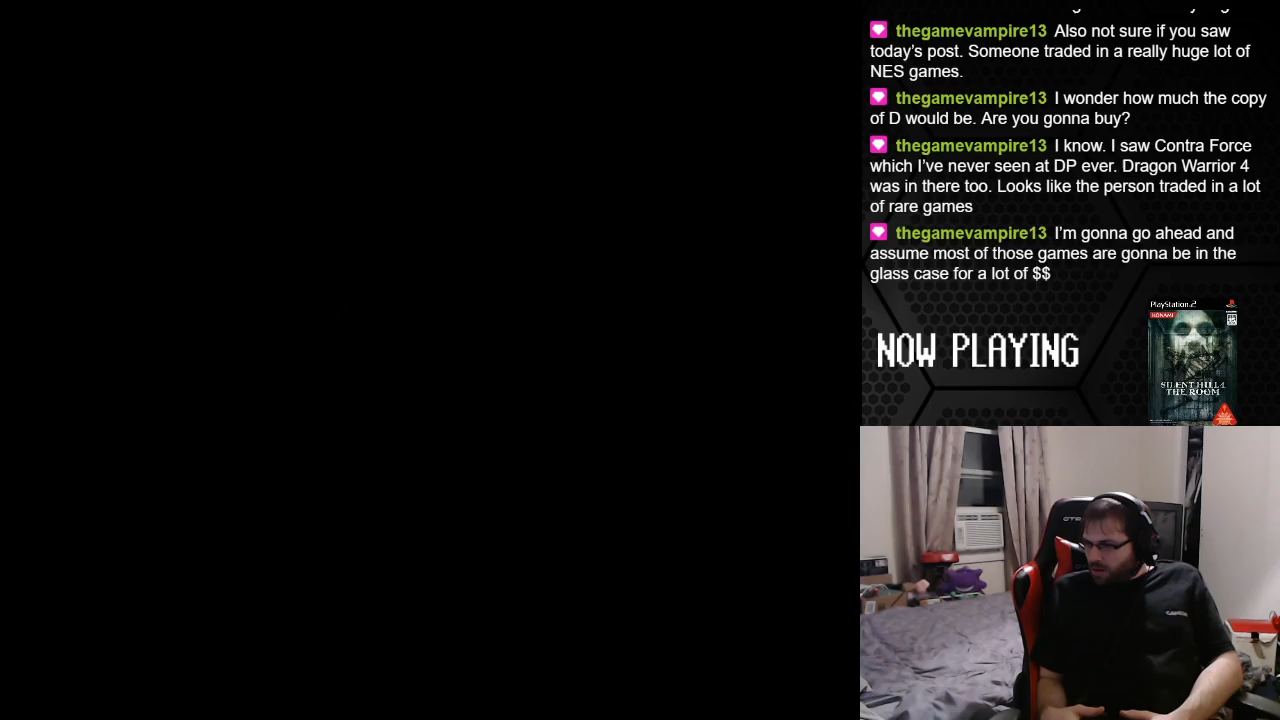 thegamevampire13 Also not sure if you saw
today's post. Someone traded in a really huge lot of
NES games.
thegamevampire13 I wonder how much the copy
of D would be. Are you gonna buy?
thegamevampire13 I know. I saw Contra Force
which I've never seen at DP ever. Dragon Warrior 4
was in there too. Looks like the person traded in a lot
of rare games
thegamevampire13 I'm gonna go ahead and
assume most of those games are gonna be in the
glass case for a lot of $$
NOW PLAYING
PlayStation 2
KONAMI
SILENT HILL 4
THE ROOM